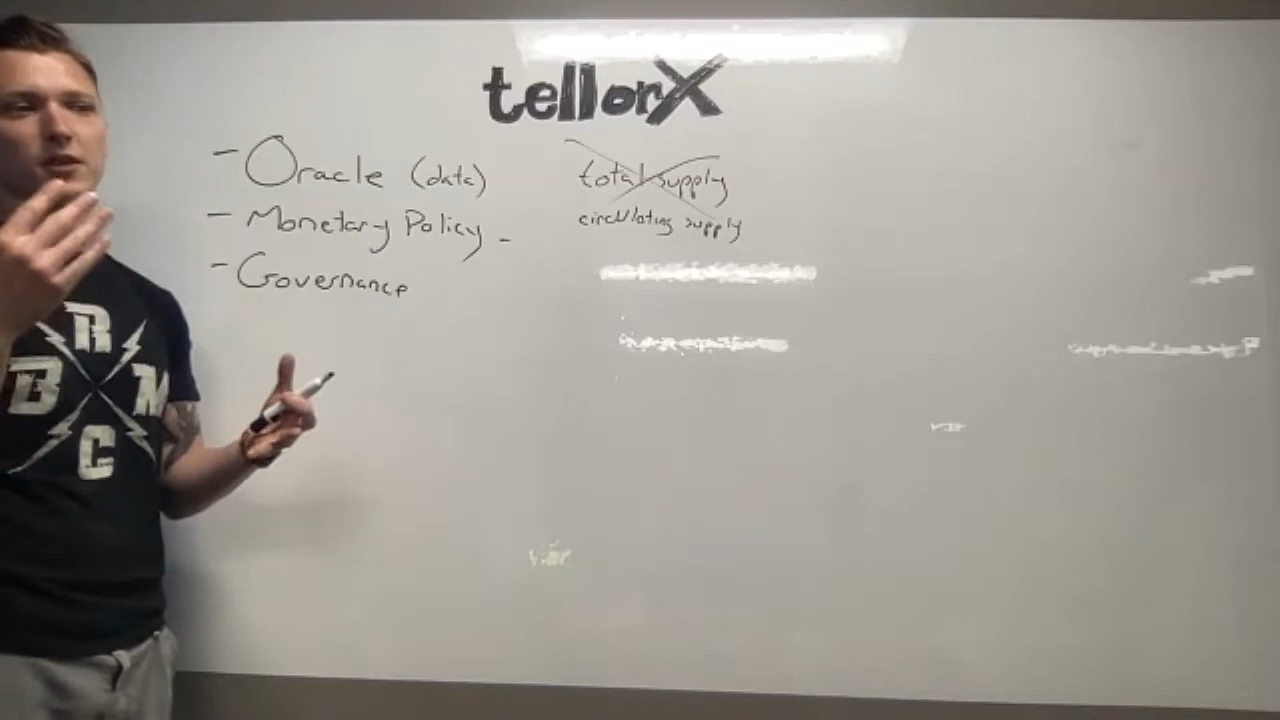 tellorX
- Oracle (data)
- Monetary Policy -
- Governance
total supply
circulating supply
R
B M
C